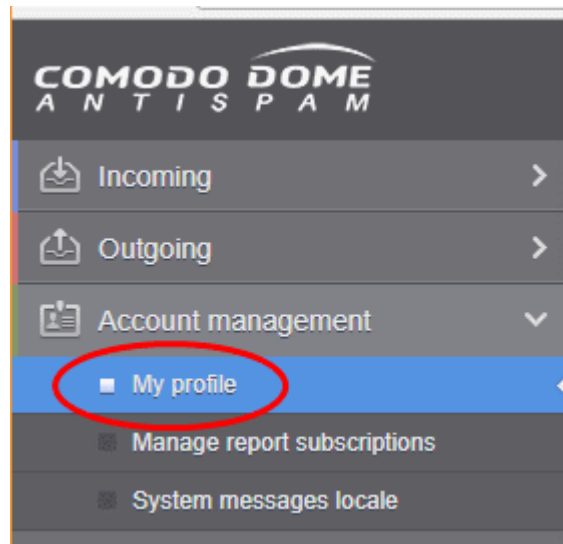 COMODO DOME
ANTISPAM
Incoming
Outgoing
Account management
My profile
Manage report subscriptions
System messages locale